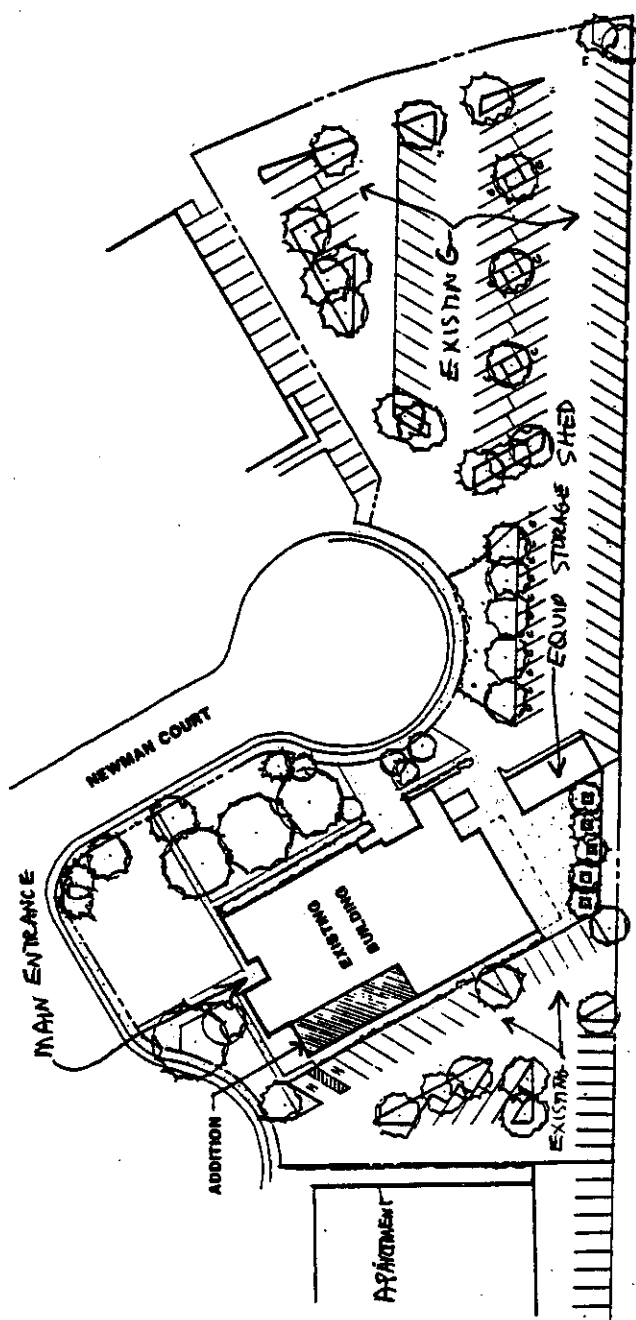 MAIN ENTRANCE
NEWMAN COURT
ADDITION
EXISTING
BUILDING
EXISTING
EQUIP STORAGE SHED
EXISTING
APARTMENT
H
H